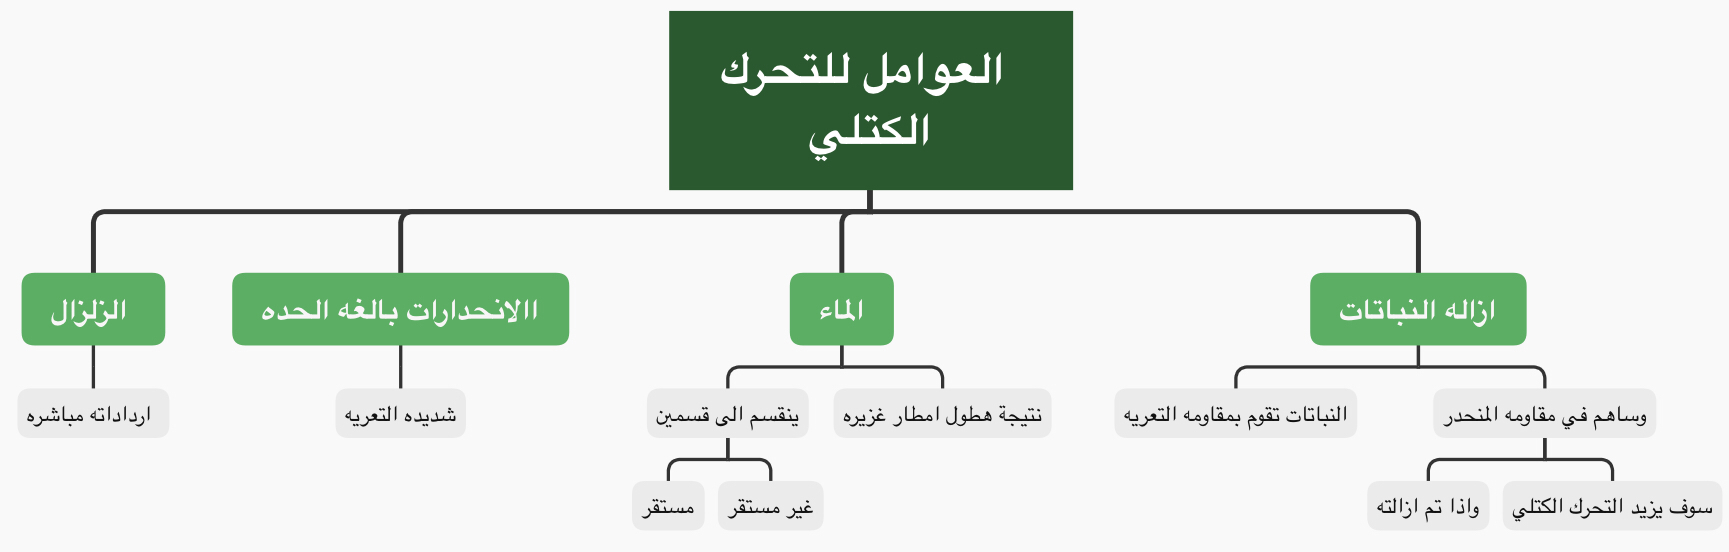 العوامل للتحرك
الكتلي
ازاله النباتات
الماء
االانحدارات بالغه الحده
الزلزال
وساهم في مقاومه المنحدر
النباتات تقوم بمقاومه التعريه
نتيجة هطول امطار غزيره
ينقسم الى قسمين
شديده التعريه
ارداداته مباشره
سوف يزيد التحرك الكتلي
واذا تم ازالته
غير مستقر
مستقر